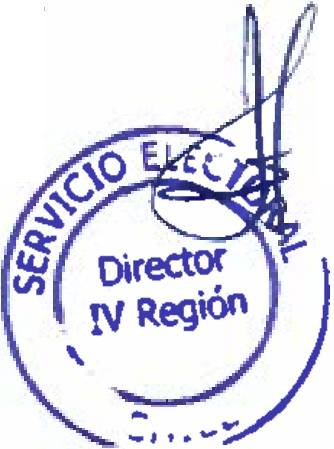 SERVICIO ELECTORAL
Director
IV Región